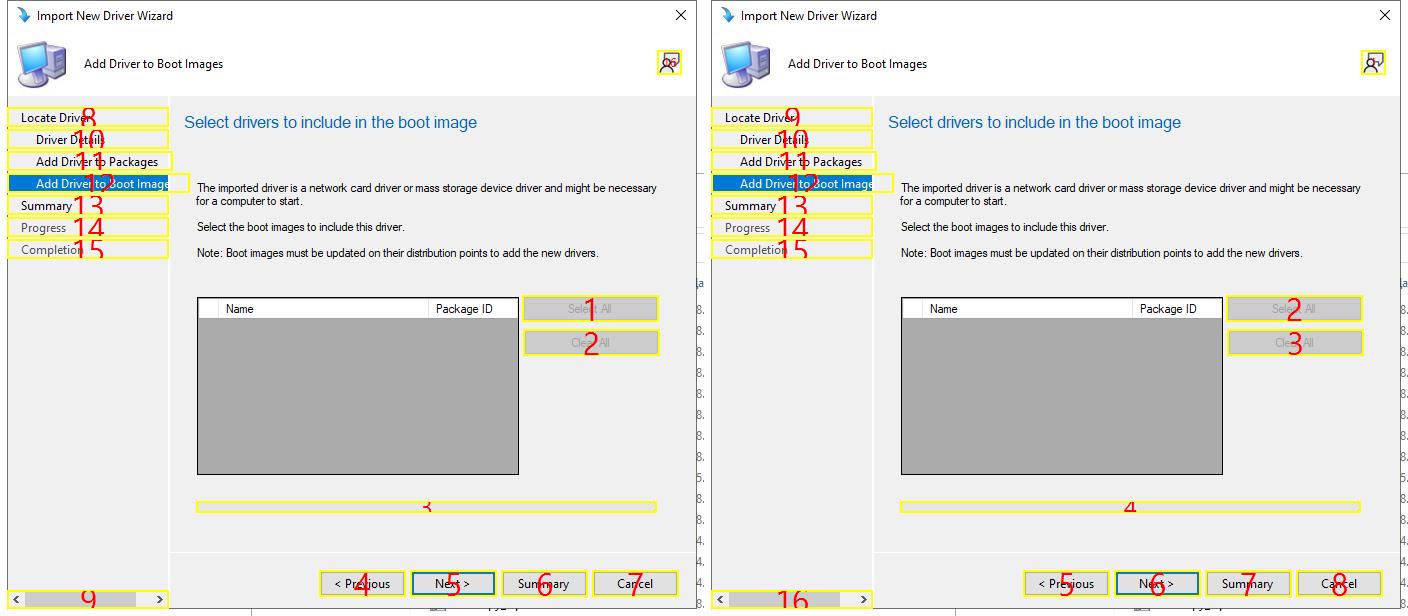 Import New Driver Wizard
Add Driver to Boot Images
16
Locate Driver
8
Driver Details
10
Add Driver to Packages
11
Add Driver to Boot Image
12
Summary
13
Progress
14
Completion
15
9
Select drivers to include in the boot image
The imported driver is a network card driver or mass storage device driver and might be necessary
for a computer to start.
Select the boot images to include this driver.
Note: Boot images must be updated on their distribution points to add the new drivers.
Name Package ID
Select All
1
Clear All
2
3
< Previous
4
Next >
5
Summary
6
Cancel
7
Import New Driver Wizard
Add Driver to Boot Images
Locate Driver
9
Driver Details
10
Add Driver to Packages
11
Add Driver to Boot Image
12
Summary
13
Progress
14
Completion
15
16
Select drivers to include in the boot image
The imported driver is a network card driver or mass storage device driver and might be necessary
for a computer to start.
Select the boot images to include this driver.
Note: Boot images must be updated on their distribution points to add the new drivers.
Name Package ID
Select All
2
Clear All
3
4
< Previous
5
Next >
6
Summary
7
Cancel
8